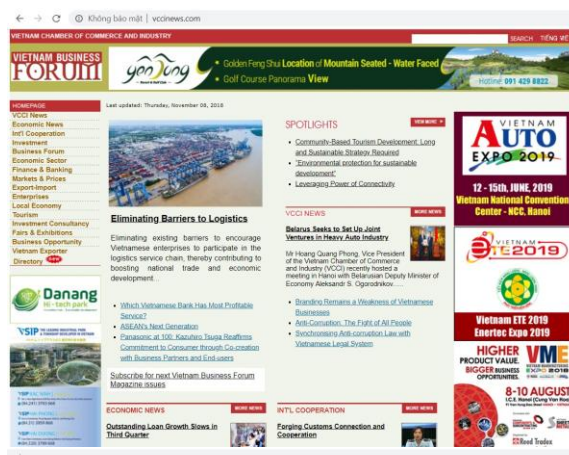 Không bảo mật | vccinews.com
VIETNAM CHAMBER OF COMMERCE AND INDUSTRY
SEARCH TIẾNG VIỆ
VIETNAM BUSINESS
FORUM
yên Dũng
Golden Feng Shui Location of Mountain Seated - Water Faced
Golf Course Panorama View
Hotline: 091 429 8822
HOMEPAGE
VCCI News
Economic News
Int'l Cooperation
Investment
Business Forum
Economic Sector
Finance & Banking
Markets & Prices
Export-Import
Enterprises
Local Economy
Tourism
Investment Consultancy
Fairs & Exhibitions
Business Opportunity
Vietnam Exporter
Directory
Danang
Hi - tech park
VSIP
Last updated: Thursday, November 08, 2018
Eliminating Barriers to Logistics
Eliminating existing barriers to encourage
Vietnamese enterprises to participate in the
logistics service chain, thereby contributing to
boosting national trade and economic
development...
Which Vietnamese Bank Has Most Profitable
Service?
ASEAN's Next Generation
Panasonic at 100: Kazuhiro Tsuga Reaffirms
Commitment to Consumer through Co-creation
with Business Partners and End-users
Subscribe for next Vietnam Business Forum
Magazine issues
SPOTLIGHTS
VIEW MORE
Community-Based Tourism Development: Long
and Sustainable Strategy Required
"Environmental protection for sustainable
development"
Leveraging Power of Connectivity
VCCI NEWS
MORE NEWS
Belarus Seeks to Set Up Joint
Ventures in Heavy Auto Industry
Mr Hoang Quang Phong, Vice President
of the Vietnam Chamber of Commerce
and Industry (VCCI) recently hosted a
meeting in Hanoi with Belarusian Deputy Minister of
Economy Aleksandr S. Ogorodnikov.....
Branding Remains a Weakness of Vietnamese
Businesses
Anti-Corruption: The Fight of All People
Synchronising Anti-corruption Law with
Vietnamese Legal System
ECONOMIC NEWS
MORE NEWS
Outstanding Loan Growth Slows in
Third Quarter
INT'L COOPERATION
MORE NEWS
Forging Customs Connection and
Cooperation
VIETNAM
AUTO
EXPO 2019
12 - 15th, JUNE, 2019
Vietnam National Convention
Center - NCC, Hanoi
VIETNAM
ETE2019
Vietnam ETE 2019
Enertec Expo 2019
HIGHER
PRODUCT VALUE.
BIGGER BUSINESS
OPPORTUNITIES.
VIETNAM
VME
EXPO 2018
8-10 AUGUST
Reed Tradex